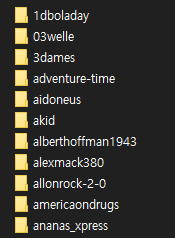 1dboladay
03welle
3dames
adventure-time
aidoneus
akid
alberthoffman1943
alexmack380
allonrock-2-0
americaondrugs
ananas_xpress